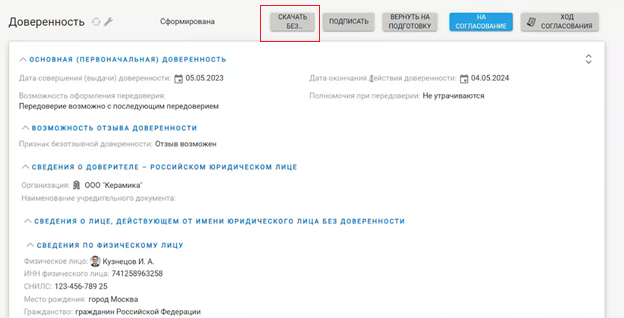 Доверенность Сформирована СКАЧАТЬ БЕЗ... ПОДПИСАТЬ ВЕРНУТЬ НА ПОДГОТОВКУ НА СОГЛАСОВАНИЕ ХОД СОГЛАСОВАНИЯ
ОСНОВНАЯ (ПЕРВОНАЧАЛЬНАЯ) ДОВЕРЕННОСТЬ
Дата совершения (выдачи) доверенности: 05.05.2023 Дата окончания действия доверенности: 04.05.2024
Возможность оформления передоверия: Полномочия при передоверии: Не утрачиваются
Передоверие возможно с последующим передоверием
ВОЗМОЖНОСТЬ ОТЗЫВА ДОВЕРЕННОСТИ
Признак безотзывной доверенности: Отзыв возможен
СВЕДЕНИЯ О ДОВЕРИТЕЛЕ – РОССИЙСКОМ ЮРИДИЧЕСКОМ ЛИЦЕ
Организация: ООО "Керамика"
Наименование учредительного документа:
СВЕДЕНИЯ О ЛИЦЕ, ДЕЙСТВУЮЩЕМ ОТ ИМЕНИ ЮРИДИЧЕСКОГО ЛИЦА БЕЗ ДОВЕРЕННОСТИ
СВЕДЕНИЯ ПО ФИЗИЧЕСКОМУ ЛИЦУ
Физическое лицо: Кузнецов И. А.
ИНН физического лица: 741258963258
СНИЛС: 123-456-789 25
Место рождения: город Москва
Гражданство: гражданин Российской Федерации